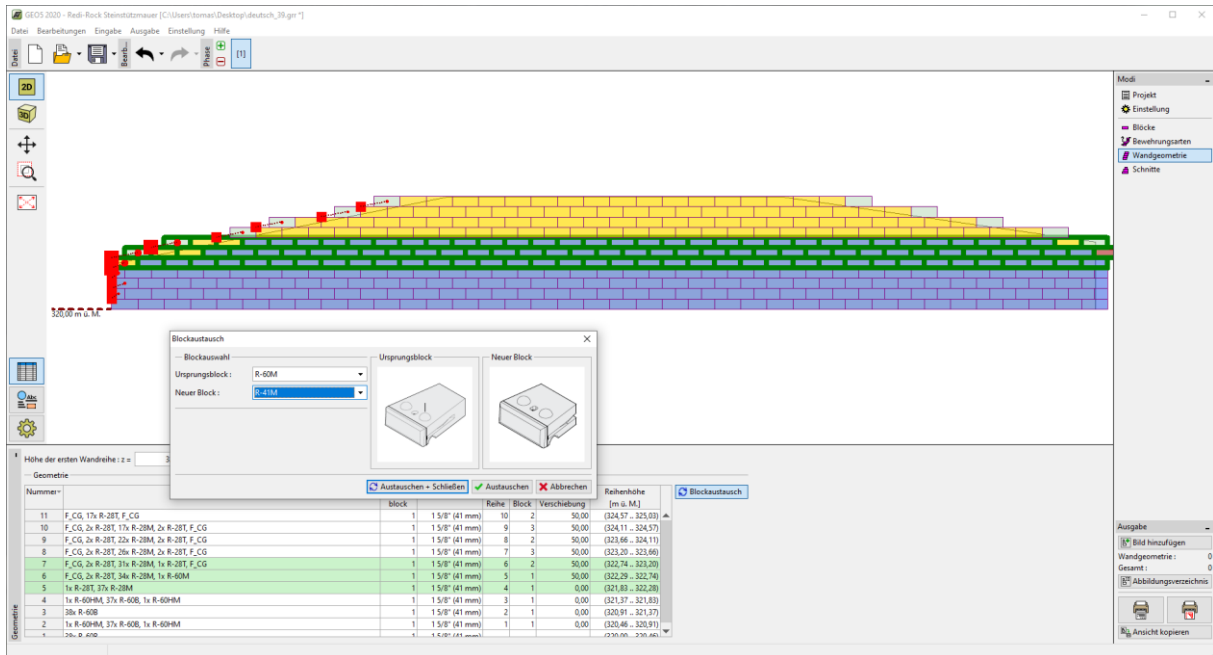 GEO5 2020 - Redi-Rock Steinstützmauer [C:\Users\tomas\Desktop\deutsch_39.grr *]
Datei Bearbeitungen Eingabe Ausgabe Einstellung Hilfe
Datei
Bearb...
Phase
[1]
2D
3D
Modi
Projekt
Einstellung
Blöcke
Bewehrungsarten
Wandgeometrie
Schnitte
320,00 m ü. M.
Blockaustausch
Blockauswahl
Ursprungsblock : R-60M
Neuer Block : R-41M
Ursprungsblock
Neuer Block
Austauschen + Schließen Austauschen Abbrechen
Höhe der ersten Wandreihe : z =
Geometrie
Blockaustausch
Nummer block Reihe Block Verschiebung Reihenhöhe [m ü. M.]
11 F_CG, 17x R-28T, F_CG 1 1 5/8" (41 mm) 10 2 50,00 (324,57 .. 325,03)
10 F_CG, 2x R-28T, 17x R-28M, 2x R-28T, F_CG 1 1 5/8" (41 mm) 9 3 50,00 (324,11 .. 324,57)
9 F_CG, 2x R-28T, 22x R-28M, 2x R-28T, F_CG 1 1 5/8" (41 mm) 8 2 50,00 (323,66 .. 324,11)
8 F_CG, 2x R-28T, 26x R-28M, 2x R-28T, F_CG 1 1 5/8" (41 mm) 7 3 50,00 (323,20 .. 323,66)
7 F_CG, 2x R-28T, 31x R-28M, 1x R-28T, F_CG 1 1 5/8" (41 mm) 6 2 50,00 (322,74 .. 323,20)
6 F_CG, 2x R-28T, 34x R-28M, 1x R-60M 1 1 5/8" (41 mm) 5 1 50,00 (322,29 .. 322,74)
5 1x R-28T, 37x R-28M 1 1 5/8" (41 mm) 4 1 0,00 (321,83 .. 322,28)
4 1x R-60HM, 37x R-60B, 1x R-60HM 1 1 5/8" (41 mm) 3 1 0,00 (321,37 .. 321,83)
3 38x R-60B 1 1 5/8" (41 mm) 2 1 0,00 (320,91 .. 321,37)
2 1x R-60HM, 37x R-60B, 1x R-60HM 1 1 5/8" (41 mm) 1 1 0,00 (320,46 .. 320,91)
Geometrie
Ausgabe
Bild hinzufügen
Wandgeometrie : 0
Gesamt : 0
Abbildungsverzeichnis
Ansicht kopieren